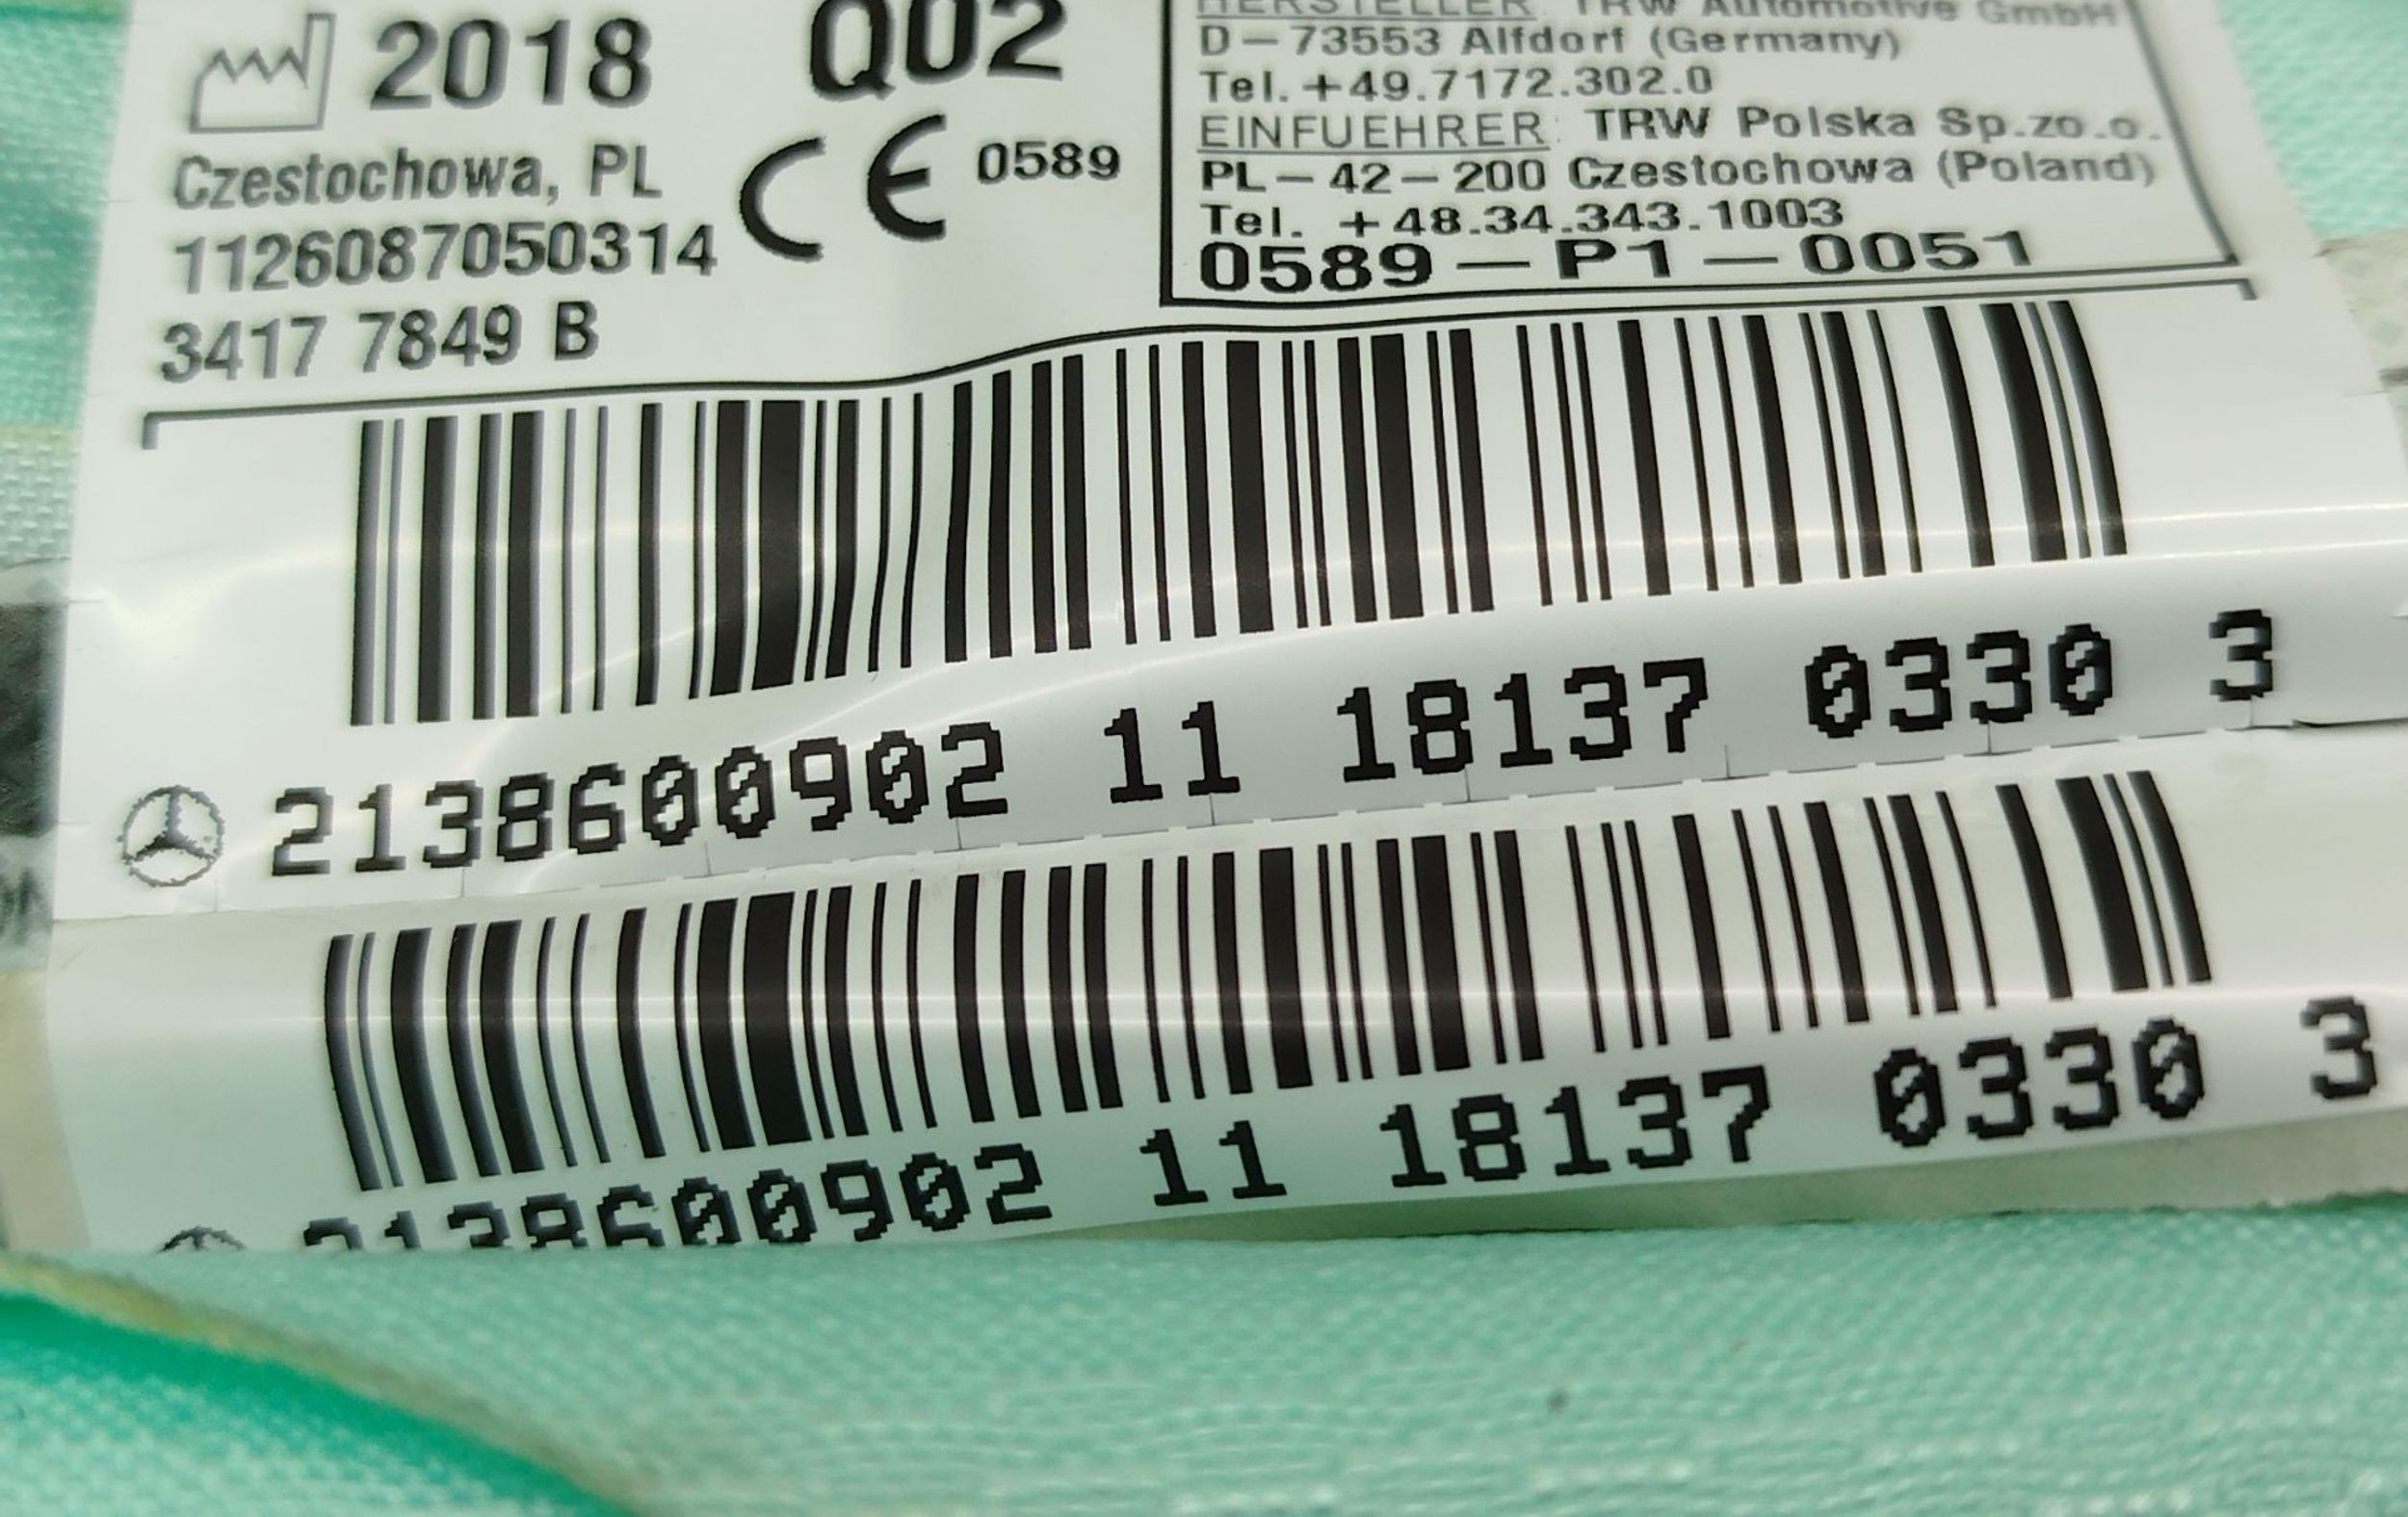 2018 Q02
Czestochowa, PL
1126087050314
3417 7849 B
CE 0589
HERSTELLER: TRW Automotive GmbH
D-73553 Alfdorf (Germany)
Tel. +49.7172.302.0
EINFUEHRER: TRW Polska Sp.zo.o.
PL-42-200 Czestochowa (Poland)
Tel. +48.34.343.1003
0589-P1-0051
2138600902 11 18137 0330 3
2138600902 11 18137 0330 3